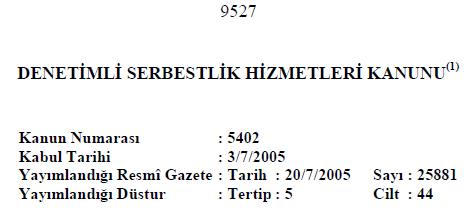 9527
DENETİMLİ SERBESTLİK HİZMETLERİ KANUNU(1)
Kanun Numarası : 5402
Kabul Tarihi : 3/7/2005
Yayımlandığı Resmî Gazete : Tarih : 20/7/2005 Sayı : 25881
Yayımlandığı Düstur : Tertip : 5 Cilt : 44